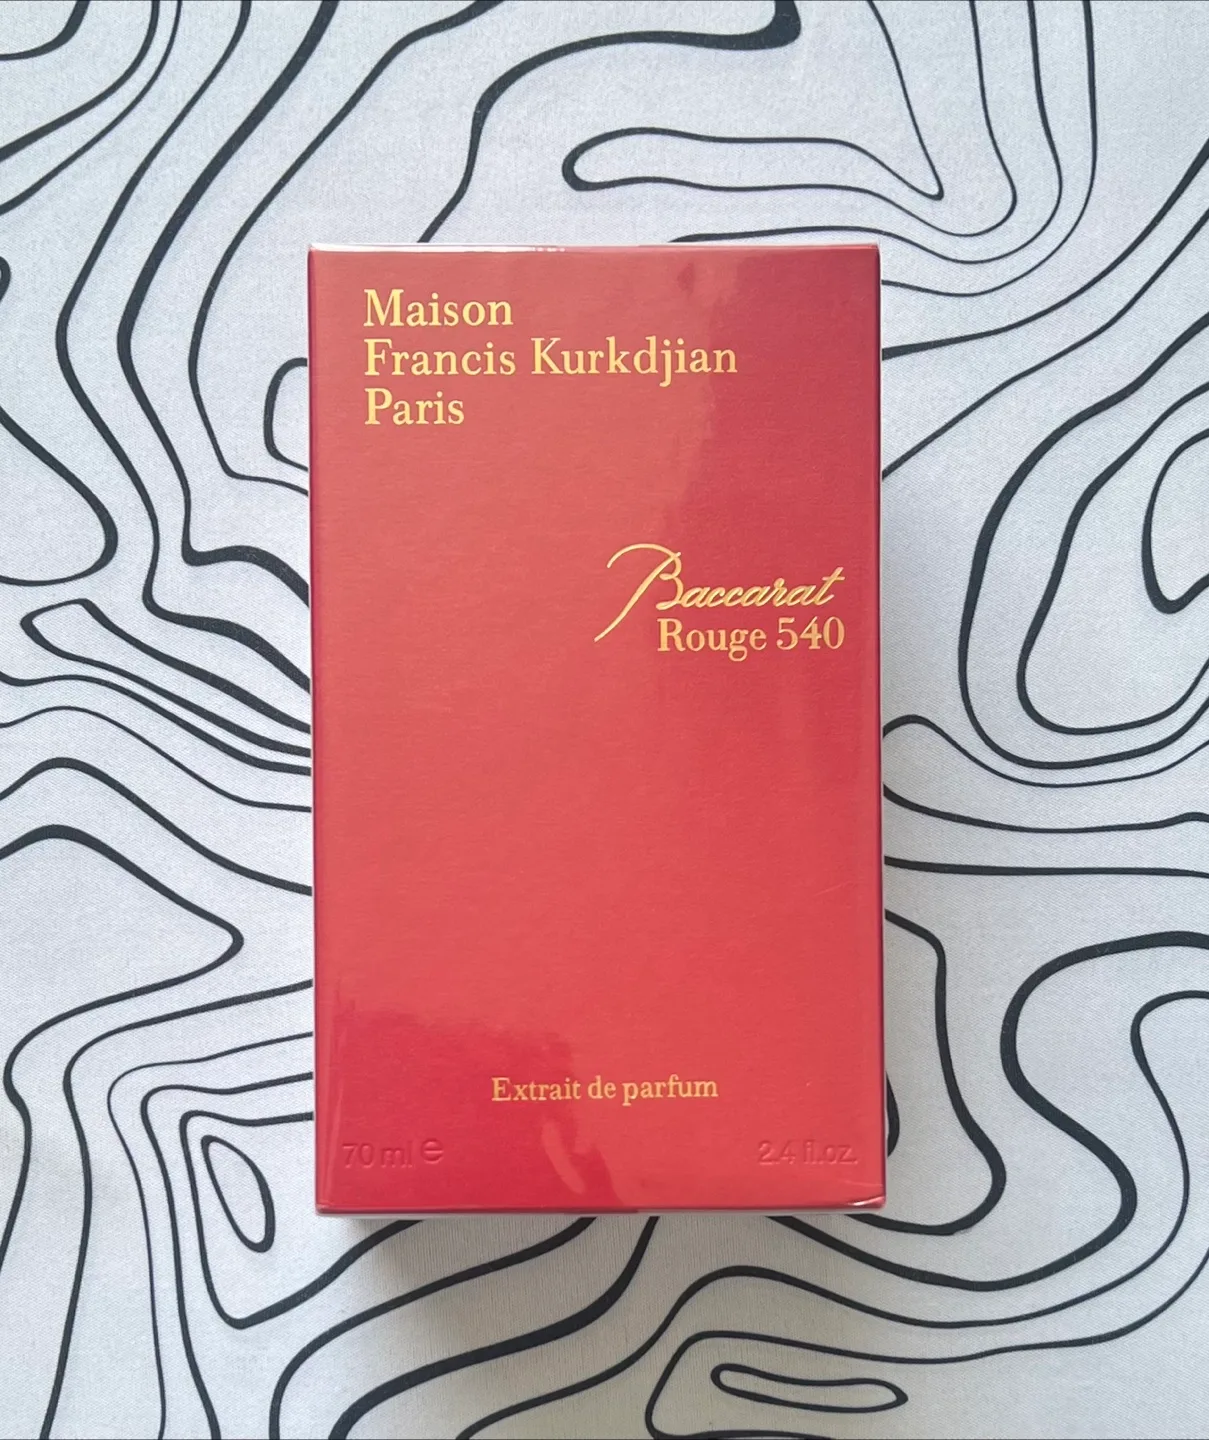 Maison
Francis Kurkdjian
Paris
Baccarat
Rouge 540
Extrait de parfum
70 ml ℮
2.4 fl.oz.